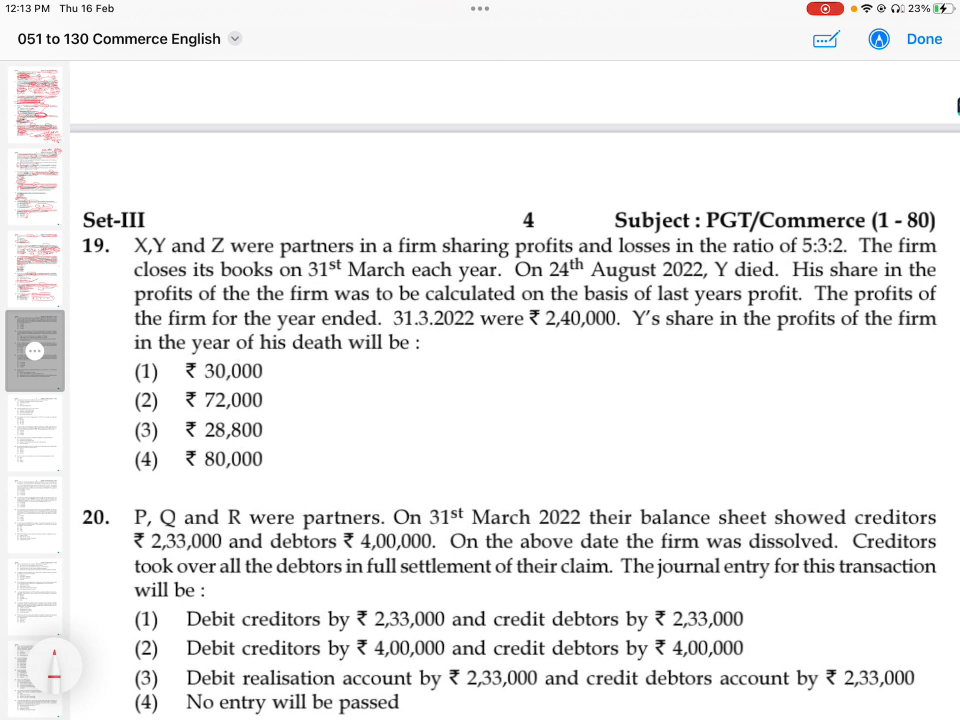 12:13 PM Thu 16 Feb
23%
051 to 130 Commerce English
Done
Set-III 4 Subject : PGT/Commerce (1 - 80)
19. X,Y and Z were partners in a firm sharing profits and losses in the ratio of 5:3:2. The firm
closes its books on 31st March each year. On 24th August 2022, Y died. His share in the
profits of the the firm was to be calculated on the basis of last years profit. The profits of
the firm for the year ended. 31.3.2022 were ₹ 2,40,000. Y's share in the profits of the firm
in the year of his death will be :
(1) ₹ 30,000
(2) ₹ 72,000
(3) ₹ 28,800
(4) ₹ 80,000
20. P, Q and R were partners. On 31st March 2022 their balance sheet showed creditors
₹ 2,33,000 and debtors ₹ 4,00,000. On the above date the firm was dissolved. Creditors
took over all the debtors in full settlement of their claim. The journal entry for this transaction
will be :
(1) Debit creditors by ₹ 2,33,000 and credit debtors by ₹ 2,33,000
(2) Debit creditors by ₹ 4,00,000 and credit debtors by ₹ 4,00,000
(3) Debit realisation account by ₹ 2,33,000 and credit debtors account by ₹ 2,33,000
(4) No entry will be passed